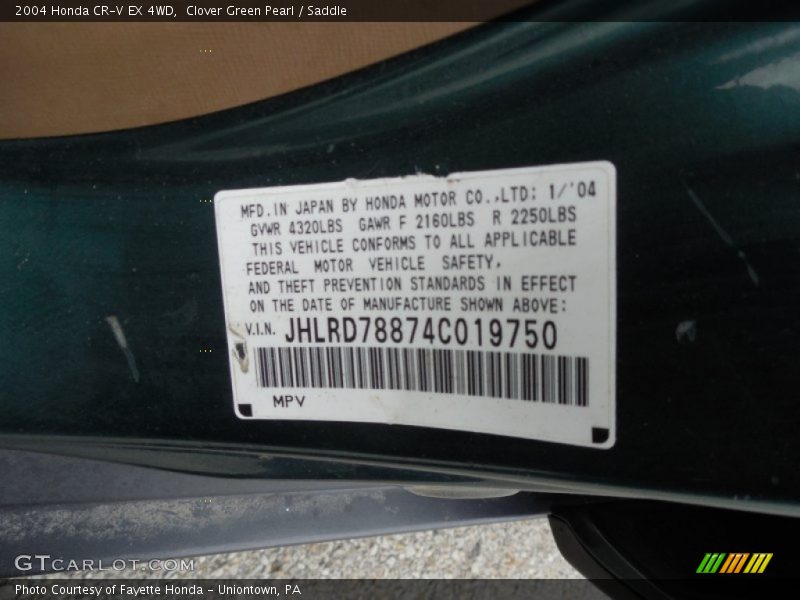 2004 Honda CR-V EX 4WD,  Clover Green Pearl / Saddle
MFD. IN JAPAN BY HONDA MOTOR CO.,LTD: 1/'04
GVWR 4320LBS GAWR F 2160LBS R 2250LBS
THIS VEHICLE CONFORMS TO ALL APPLICABLE
FEDERAL MOTOR VEHICLE SAFETY,
AND THEFT PREVENTION STANDARDS IN EFFECT
ON THE DATE OF MANUFACTURE SHOWN ABOVE:
V.I.N. JHLRD78874C019750
MPV
GTCARLOT.COM
Photo Courtesy of Fayette Honda - Uniontown, PA